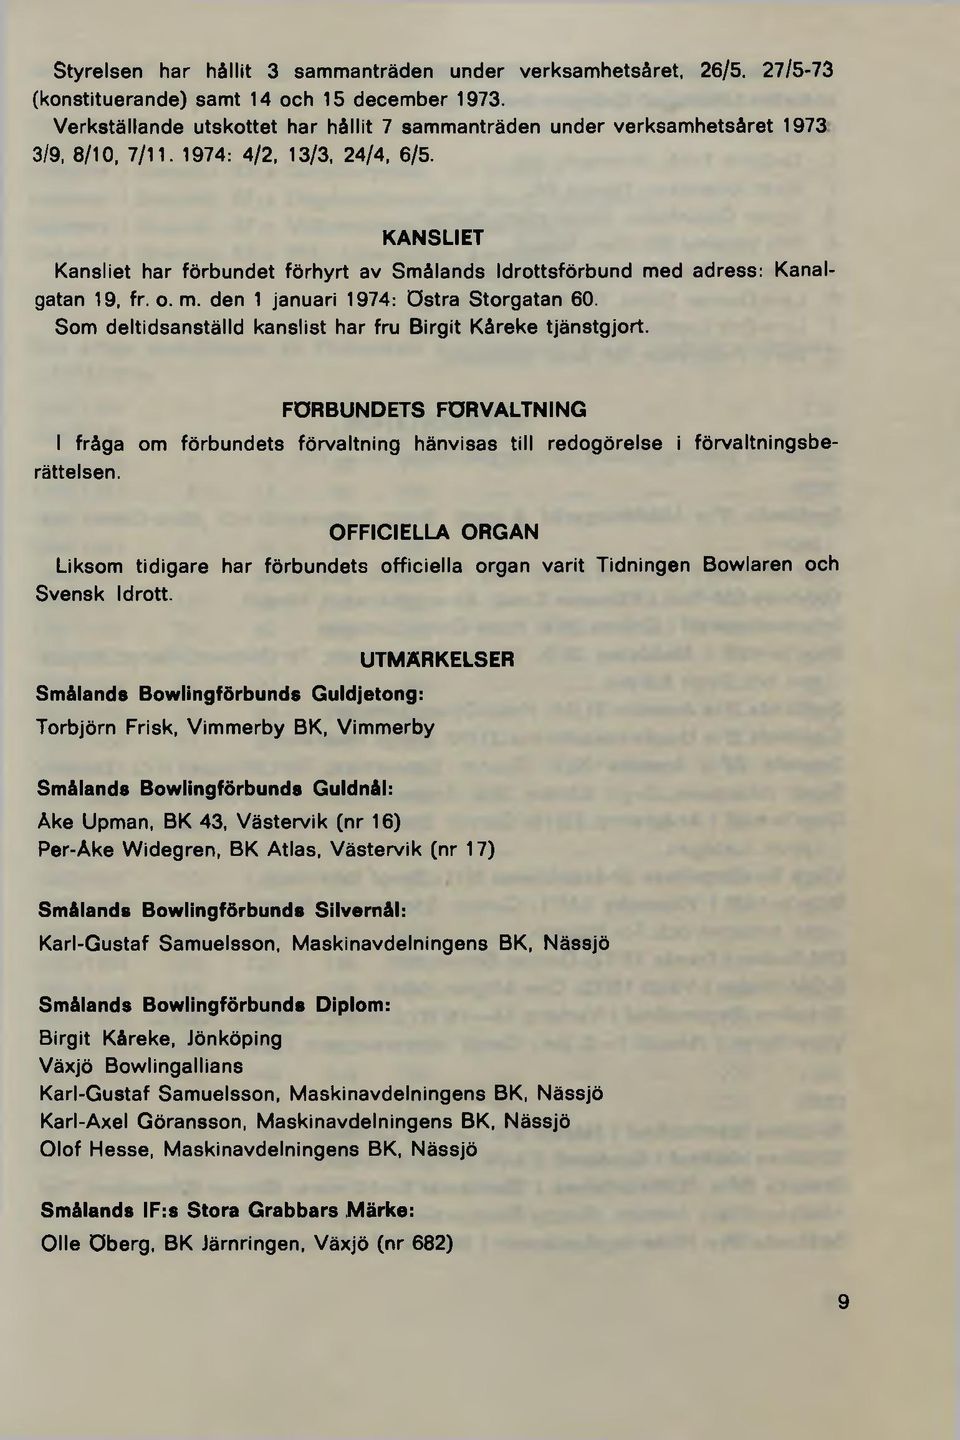 Styrelsen har hållit 3 sammanträden under verksamhetsåret, 26/5, 27/5-73
(konstituerande) samt 14 och 15 december 1973.
Verkställande utskottet har hållit 7 sammanträden under verksamhetsåret 1973
3/9, 8/10, 7/11. 1974: 4/2, 13/3, 24/4, 6/5.
KANSLIET
Kansliet har förbundet förhyrt av Smålands Idrottsförbund med adress: Kanal-
gatan 19, fr. o. m. den 1 januari 1974: Östra Storgatan 60.
Som deltidsanställd kanslist har fru Birgit Kåreke tjänstgjort.
FÖRBUNDETS FÖRVALTNING
I fråga om förbundets förvaltning hänvisas till redogörelse i förvaltningsbe-
rättelsen.
OFFICIELLA ORGAN
Liksom tidigare har förbundets officiella organ varit Tidningen Bowlaren och
Svensk Idrott.
UTMÄRKELSER
Smålands Bowlingförbunds Guldjetong:
Torbjörn Frisk, Vimmerby BK, Vimmerby
Smålands Bowlingförbunds Guldnål:
Åke Upman, BK 43, Västervik (nr 16)
Per-Åke Widegren, BK Atlas, Västervik (nr 17)
Smålands Bowlingförbunds Silvernål:
Karl-Gustaf Samuelsson, Maskinavdelningens BK, Nässjö
Smålands Bowlingförbunds Diplom:
Birgit Kåreke, Jönköping
Växjö Bowlingallians
Karl-Gustaf Samuelsson, Maskinavdelningens BK, Nässjö
Karl-Axel Göransson, Maskinavdelningens BK, Nässjö
Olof Hesse, Maskinavdelningens BK, Nässjö
Smålands IF:s Stora Grabbars Märke:
Olle Öberg, BK Järnringen, Växjö (nr 682)
9